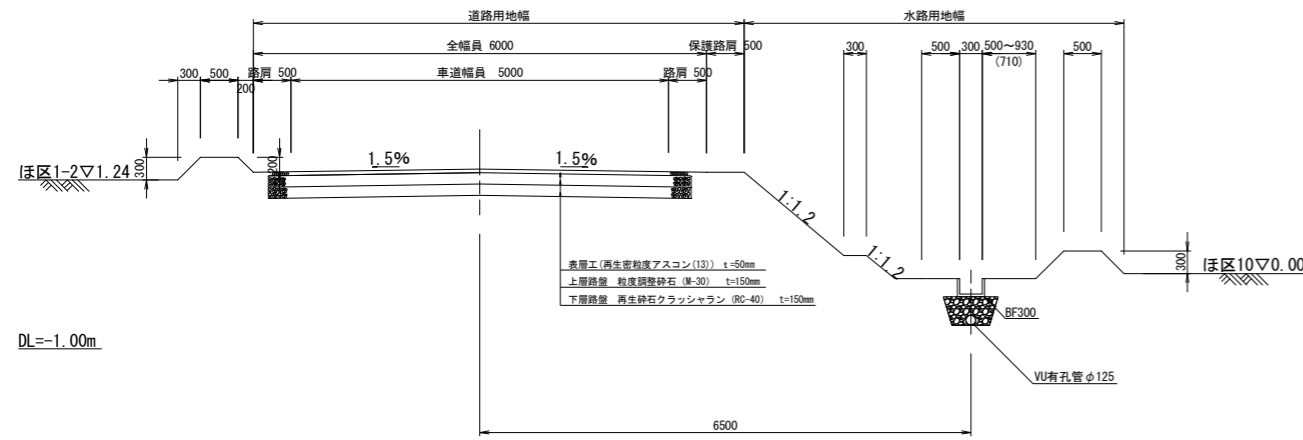 道路用地幅
水路用地幅
全幅員 6000
保護路肩 500
300
500
300
500～930
(710)
500
300
500
路肩 500
車道幅員 5000
路肩 500
200
300
200
ほ区1-2▽1.24
1.5%
1.5%
1:1.2
1:1.2
300
ほ区10▽0.00
表層工(再生密粒度アスコン(13)) t=50mm
上層路盤 粒度調整砕石 (M-30) t=150mm
下層路盤 再生砕石クラッシャラン (RC-40) t=150mm
BF300
DL=-1.00m
VU有孔管φ125
6500